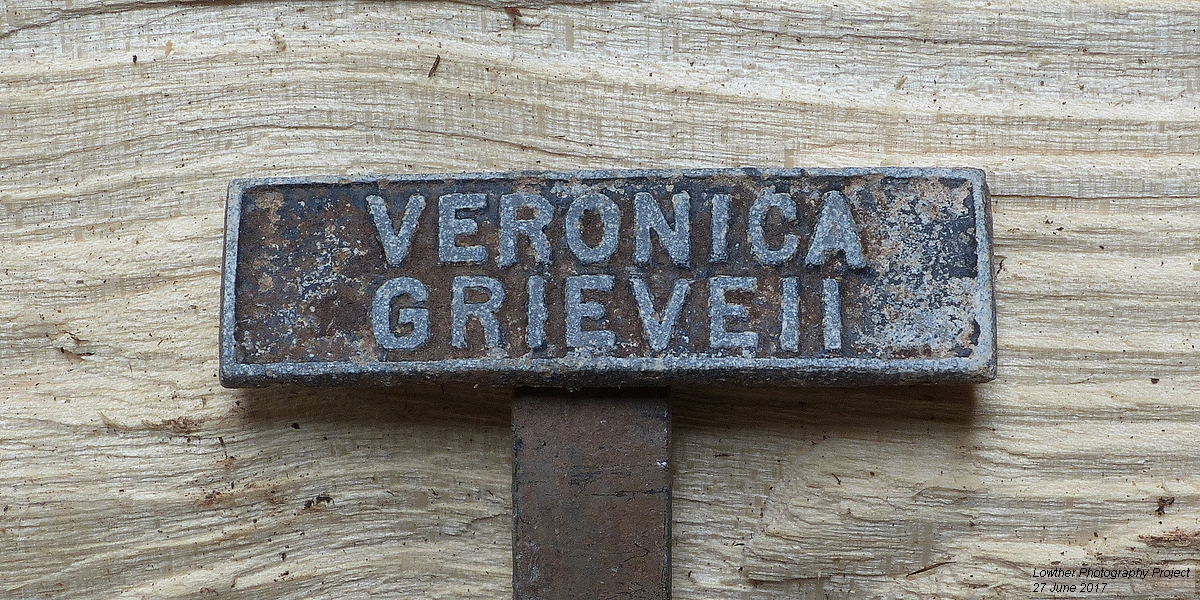 VERONICA
GRIEVEII
Lowther Photography Project
27 June 2017